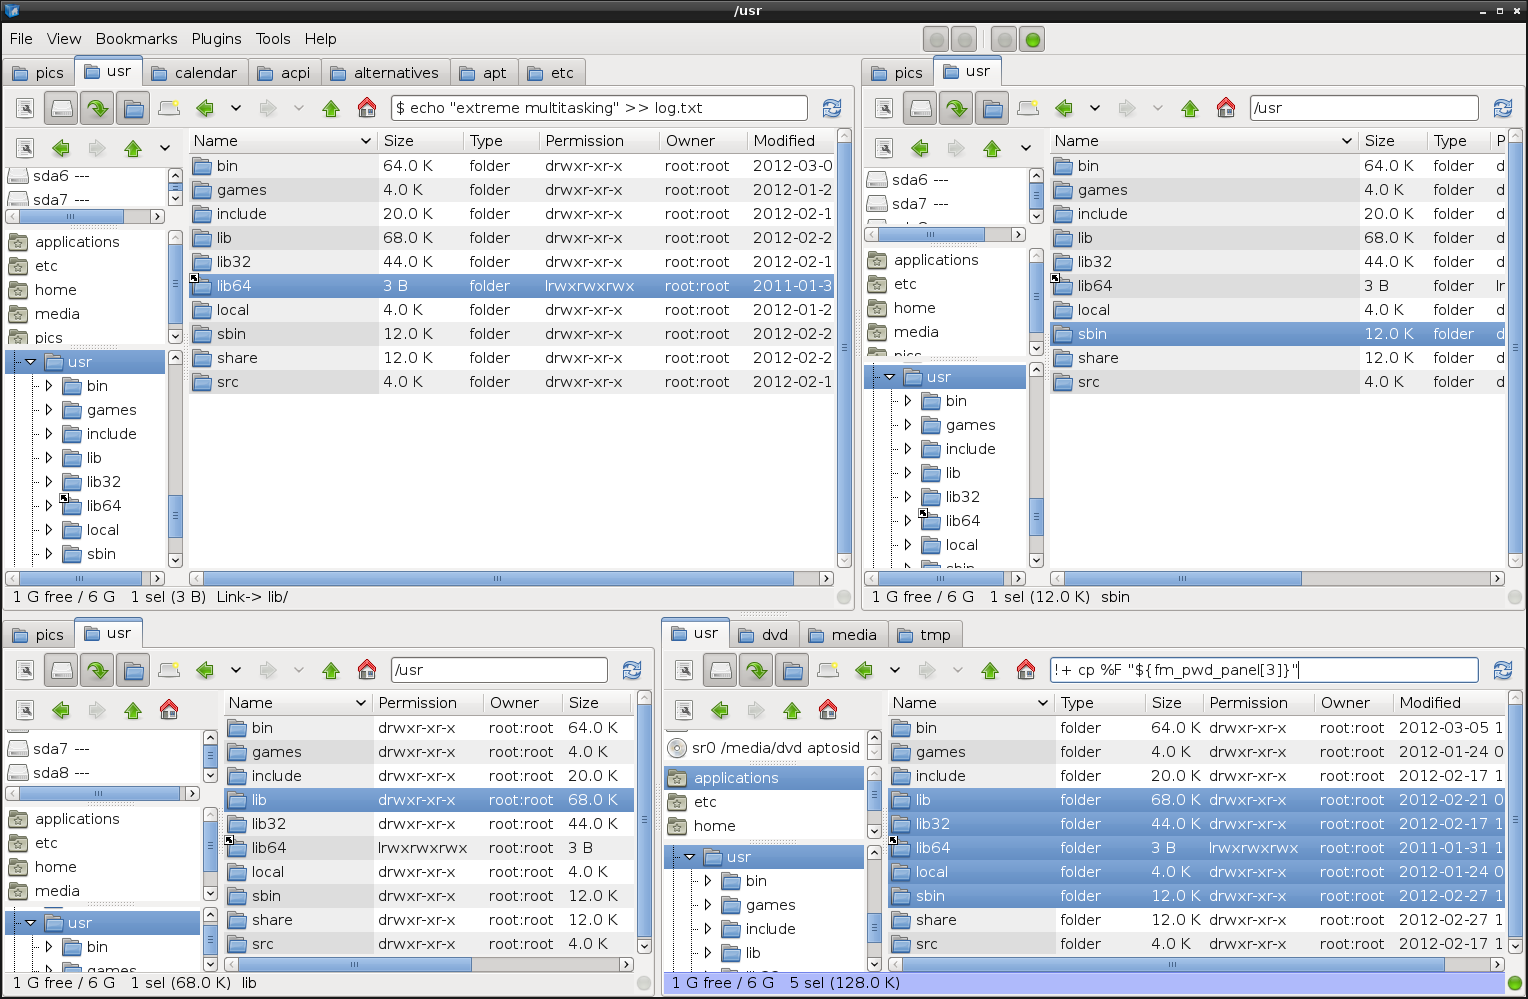 /usr
File View Bookmarks Plugins Tools Help
pics usr calendar acpi alternatives apt etc
$ echo "extreme multitasking" >> log.txt
Name Size Type Permission Owner Modified
bin 64.0 K folder drwxr-xr-x root:root 2012-03-0
games 4.0 K folder drwxr-xr-x root:root 2012-01-2
include 20.0 K folder drwxr-xr-x root:root 2012-02-1
lib 68.0 K folder drwxr-xr-x root:root 2012-02-2
lib32 44.0 K folder drwxr-xr-x root:root 2012-02-1
lib64 3 B folder lrwxrwxrwx root:root 2011-01-3
local 4.0 K folder drwxr-xr-x root:root 2012-01-2
sbin 12.0 K folder drwxr-xr-x root:root 2012-02-2
share 12.0 K folder drwxr-xr-x root:root 2012-02-2
src 4.0 K folder drwxr-xr-x root:root 2012-02-1
sda6 ---
sda7 ---
applications
etc
home
media
pics
usr
bin
games
include
lib
lib32
lib64
local
sbin
1 G free / 6 G 1 sel (3 B) Link-> lib/
pics usr
/usr
Name Size Type P
bin 64.0 K folder d
games 4.0 K folder d
include 20.0 K folder d
lib 68.0 K folder d
lib32 44.0 K folder d
lib64 3 B folder lr
local 4.0 K folder d
sbin 12.0 K folder d
share 12.0 K folder d
src 4.0 K folder d
sda6 ---
sda7 ---
applications
etc
home
media
pics
usr
bin
games
include
lib
lib32
lib64
local
sbin
1 G free / 6 G 1 sel (12.0 K) sbin
pics usr
/usr
Name Permission Owner Size
bin drwxr-xr-x root:root 64.0 K
games drwxr-xr-x root:root 4.0 K
include drwxr-xr-x root:root 20.0 K
lib drwxr-xr-x root:root 68.0 K
lib32 drwxr-xr-x root:root 44.0 K
lib64 lrwxrwxrwx root:root 3 B
local drwxr-xr-x root:root 4.0 K
sbin drwxr-xr-x root:root 12.0 K
share drwxr-xr-x root:root 12.0 K
src drwxr-xr-x root:root 4.0 K
sda7 ---
sda8 ---
applications
etc
home
media
usr
bin
games
1 G free / 6 G 1 sel (68.0 K) lib
usr dvd media tmp
!+ cp %F "${fm_pwd_panel[3]}"
Name Type Size Permission Owner Modified
bin folder 64.0 K drwxr-xr-x root:root 2012-03-05 1
games folder 4.0 K drwxr-xr-x root:root 2012-01-24 0
include folder 20.0 K drwxr-xr-x root:root 2012-02-17 1
lib folder 68.0 K drwxr-xr-x root:root 2012-02-21 0
lib32 folder 44.0 K drwxr-xr-x root:root 2012-02-17 1
lib64 folder 3 B lrwxrwxrwx root:root 2011-01-31 1
local folder 4.0 K drwxr-xr-x root:root 2012-01-24 0
sbin folder 12.0 K drwxr-xr-x root:root 2012-02-27 1
share folder 12.0 K drwxr-xr-x root:root 2012-02-27 1
src folder 4.0 K drwxr-xr-x root:root 2012-02-17 1
sr0 /media/dvd aptosid
applications
etc
home
usr
bin
games
include
lib
1 G free / 6 G 5 sel (128.0 K)